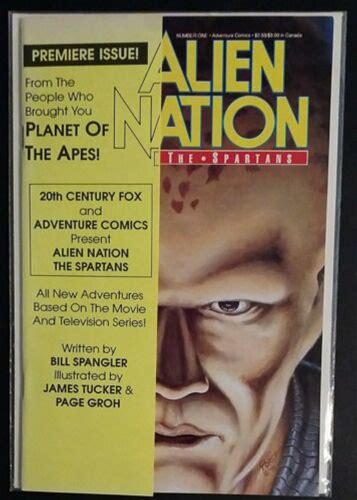 NUMBER ONE • Adventure Comics • $2.50/$3.00 in Canada
PREMIERE ISSUE!
ALIEN
NATION
THE • SPARTANS
From The
People Who
Brought You
PLANET OF
THE APES!
20th CENTURY FOX
and
ADVENTURE COMICS
Present
ALIEN NATION
THE SPARTANS
All New Adventures
Based On The Movie
And Television Series!
Written by
BILL SPANGLER
Illustrated by
JAMES TUCKER &
PAGE GROH